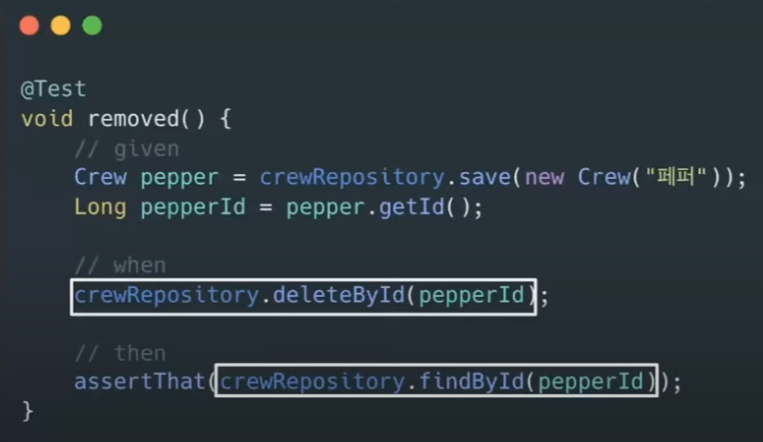 @Test
void removed() {
// given
Crew pepper = crewRepository.save(new Crew("페퍼"));
Long pepperId = pepper.getId();
// when
crewRepository.deleteById(pepperId);
// then
assertThat(crewRepository.findById(pepperId));
}